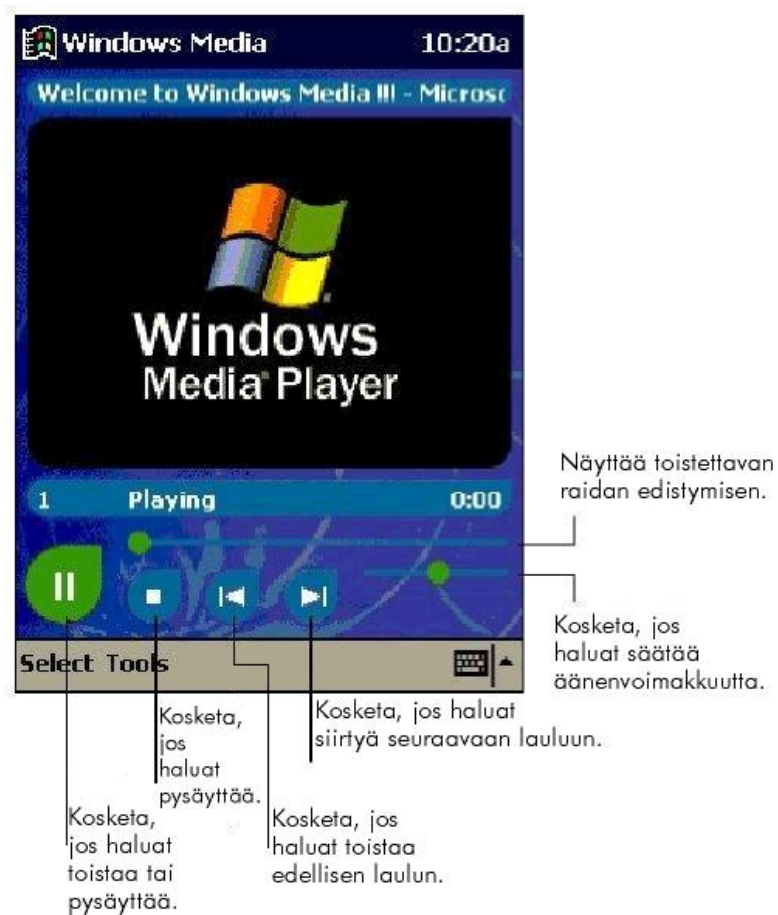 Windows Media 10:20a
Welcome to Windows Media III - Microsc
Windows
Media Player
1 Playing 0:00
Select Tools
Näyttää toistettavan
raidan edistymisen.
Kosketa, jos
haluat säätää
äänenvoimakkuutta.
Kosketa, jos haluat
siirtyä seuraavaan lauluun.
Kosketa,
jos
haluat
pysäyttää.
Kosketa, jos
haluat toistaa
edellisen laulun.
Kosketa,
jos haluat
toistaa tai
pysäyttää.